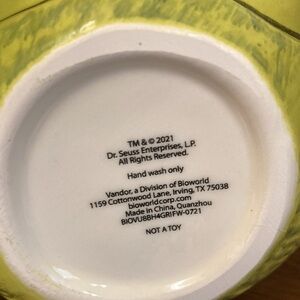 TM & © 2021
Dr. Seuss Enterprises, L.P.
All Rights Reserved.
Hand wash only
Vandor, a Division of Bioworld
1159 Cottonwood Lane, Irving, TX 75038
bioworldcorp.com
Made in China, Quanzhou
BIOVU8BH4GRIFW-0721
NOT A TOY